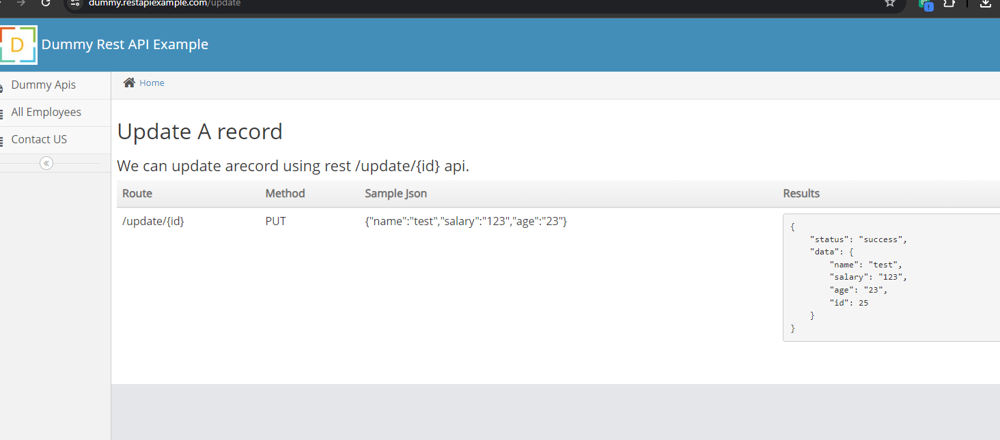 dummy.restapiexample.com/update
D
Dummy Rest API Example
Dummy Apis
All Employees
Contact US
Home
Update A record
We can update arecord using rest /update/{id} api.
Route Method Sample Json Results
/update/{id} PUT {"name":"test","salary":"123","age":"23"}
{
"status": "success",
"data": {
"name": "test",
"salary": "123",
"age": "23",
"id": 25
}
}